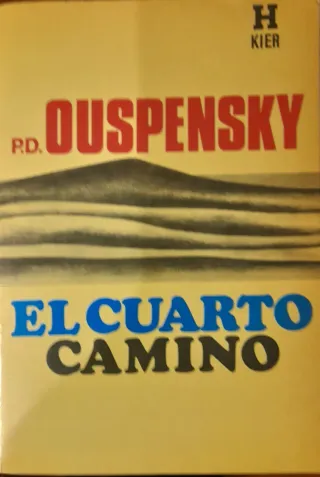 H
KIER
P.D. OUSPENSKY
EL CUARTO
CAMINO